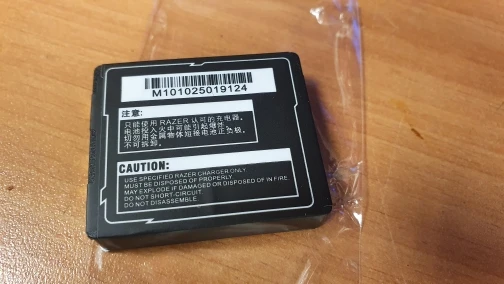 M101025019124
注意:
只能使用 RAZER 认可的充电器。
电池投入火中可能引起爆炸。
切勿用金属物体短接电池正负极。
不可拆卸。
CAUTION:
USE SPECIFIED RAZER CHARGER ONLY.
MUST BE DISPOSED OF PROPERLY.
MAY EXPLODE IF DAMAGED OR DISPOSED OF IN FIRE.
DO NOT SHORT-CIRCUIT.
DO NOT DISASSEMBLE.